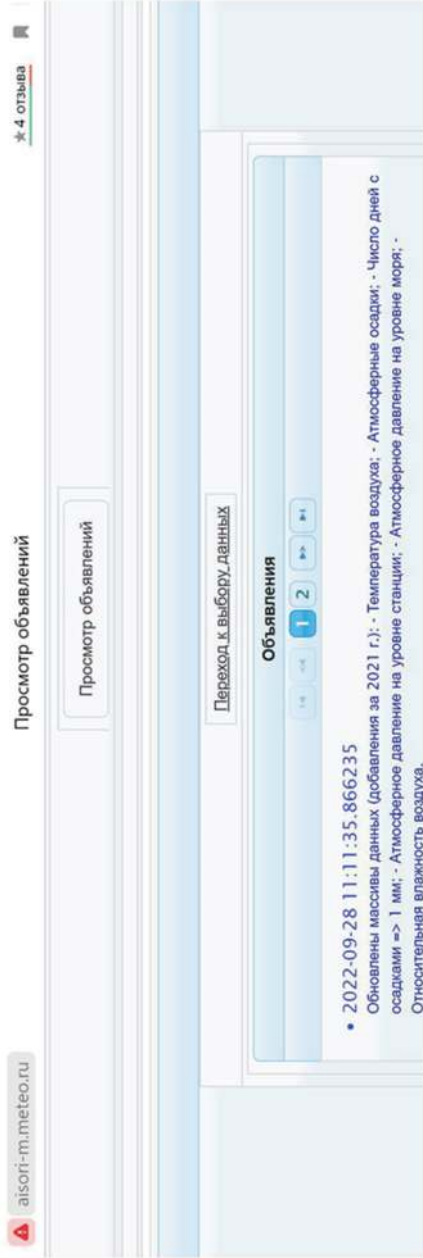 aisori-m.meteo.ru
Просмотр объявлений
★ 4 отзыва
Просмотр объявлений
Переход к выбору данных
Объявления
1 2
• 2022-09-28 11:11:35.866235
Обновлены массивы данных (добавления за 2021 г.): - Температура воздуха; - Атмосферные осадки; - Число дней с
осадками => 1 мм; - Атмосферное давление на уровне станции; - Атмосферное давление на уровне моря; -
Относительная влажность воздуха.